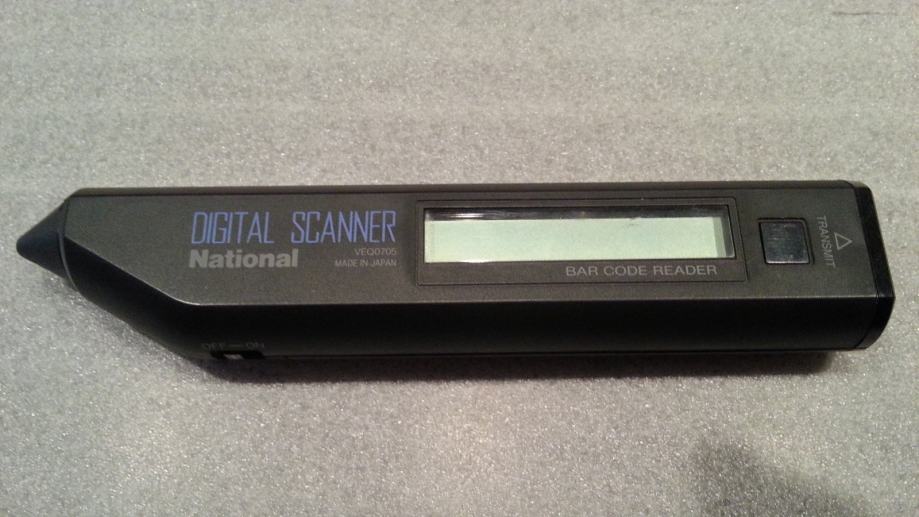 DIGITAL SCANNER
National
VEQ0705
MADE IN JAPAN
BAR CODE READER
TRANSMIT
OFF — ON